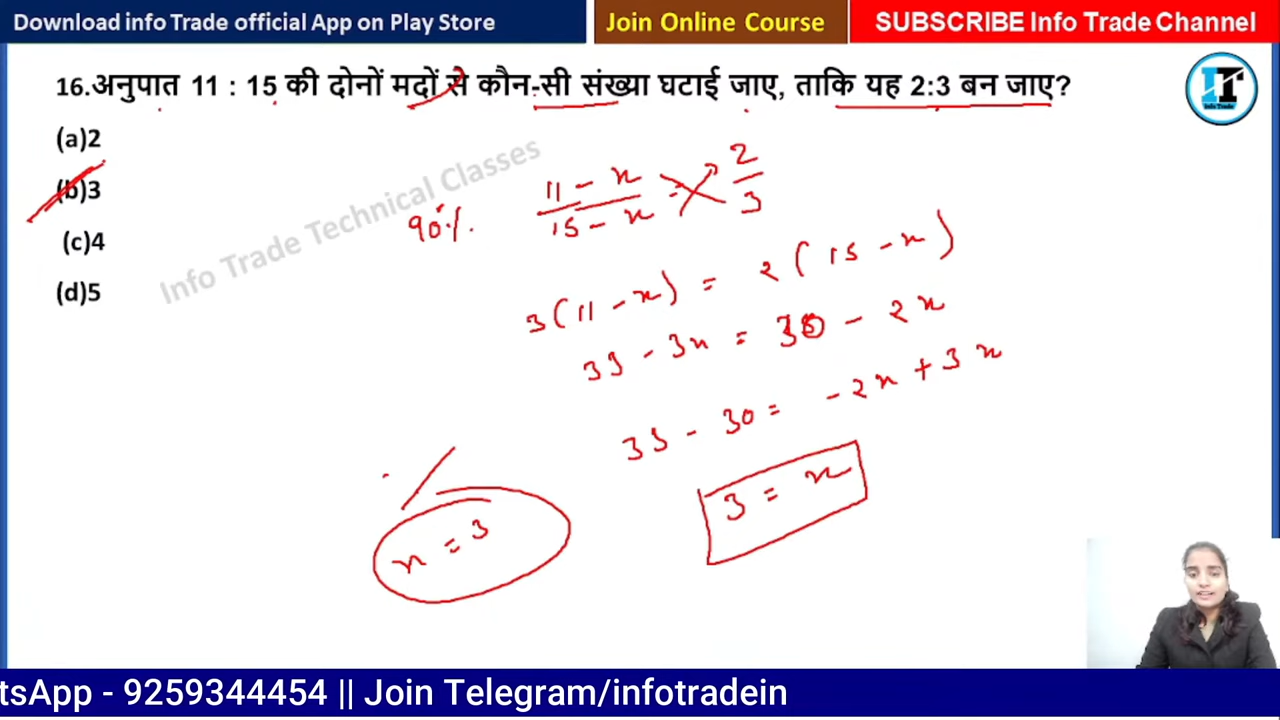 Download info Trade official App on Play Store
Join Online Course
SUBSCRIBE Info Trade Channel
16.अनुपात 11 : 15 की दोनों मदों से कौन-सी संख्या घटाई जाए, ताकि यह 2:3 बन जाए?
IT
Info Trade
(a)2
(b)3
(c)4
(d)5
Info Trade Technical Classes
90%.
11 - x / 15 - x = 2 / 3
3(11 - x) = 2(15 - x)
33 - 3x = 30 - 2x
33 - 30 = -2x + 3x
3 = x
x = 3
tsApp - 9259344454 || Join Telegram/infotradein